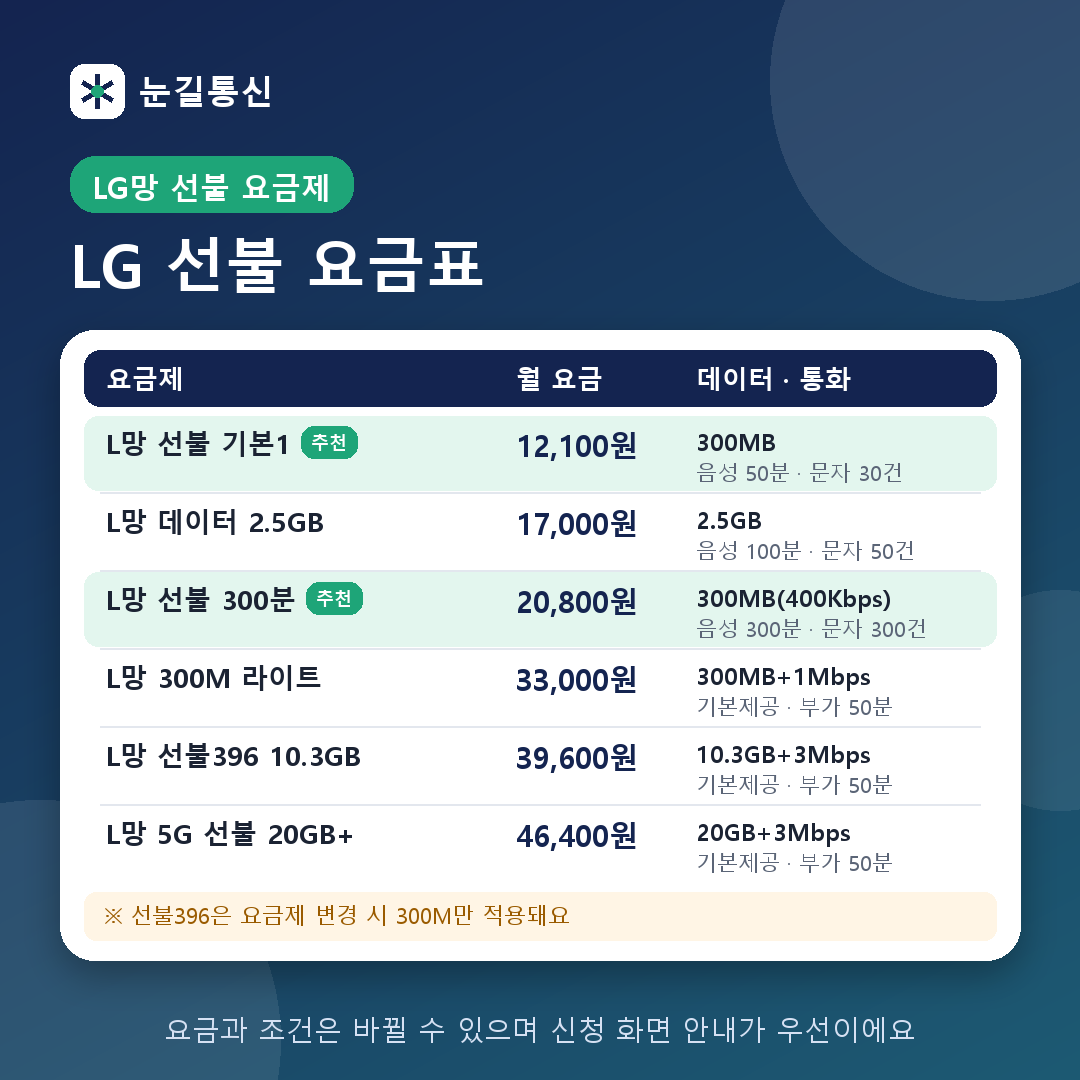 눈길통신
LG망 선불 요금제
LG 선불 요금표
요금제 월 요금 데이터 · 통화
L망 선불 기본1 추천 12,100원 300MB
음성 50분 · 문자 30건
L망 데이터 2.5GB 17,000원 2.5GB
음성 100분 · 문자 50건
L망 선불 300분 추천 20,800원 300MB(400Kbps)
음성 300분 · 문자 300건
L망 300M 라이트 33,000원 300MB+1Mbps
기본제공 · 부가 50분
L망 선불396 10.3GB 39,600원 10.3GB+3Mbps
기본제공 · 부가 50분
L망 5G 선불 20GB+ 46,400원 20GB+3Mbps
기본제공 · 부가 50분
※ 선불396은 요금제 변경 시 300M만 적용돼요
요금과 조건은 바뀔 수 있으며 신청 화면 안내가 우선이에요